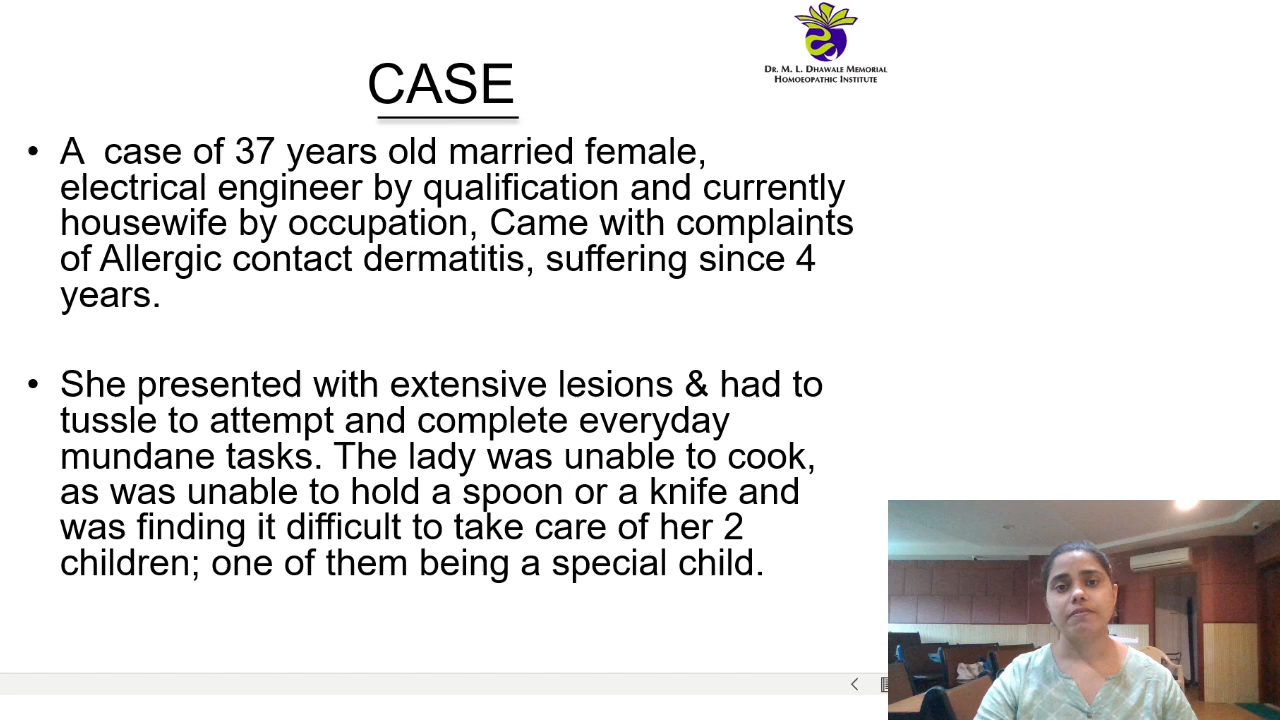 DR. M. L. DHAWALE MEMORIAL
HOMOEOPATHIC INSTITUTE
CASE
• A  case of 37 years old married female,
electrical engineer by qualification and currently
housewife by occupation, Came with complaints
of Allergic contact dermatitis, suffering since 4
years.
• She presented with extensive lesions & had to
tussle to attempt and complete everyday
mundane tasks. The lady was unable to cook,
as was unable to hold a spoon or a knife and
was finding it difficult to take care of her 2
children; one of them being a special child.